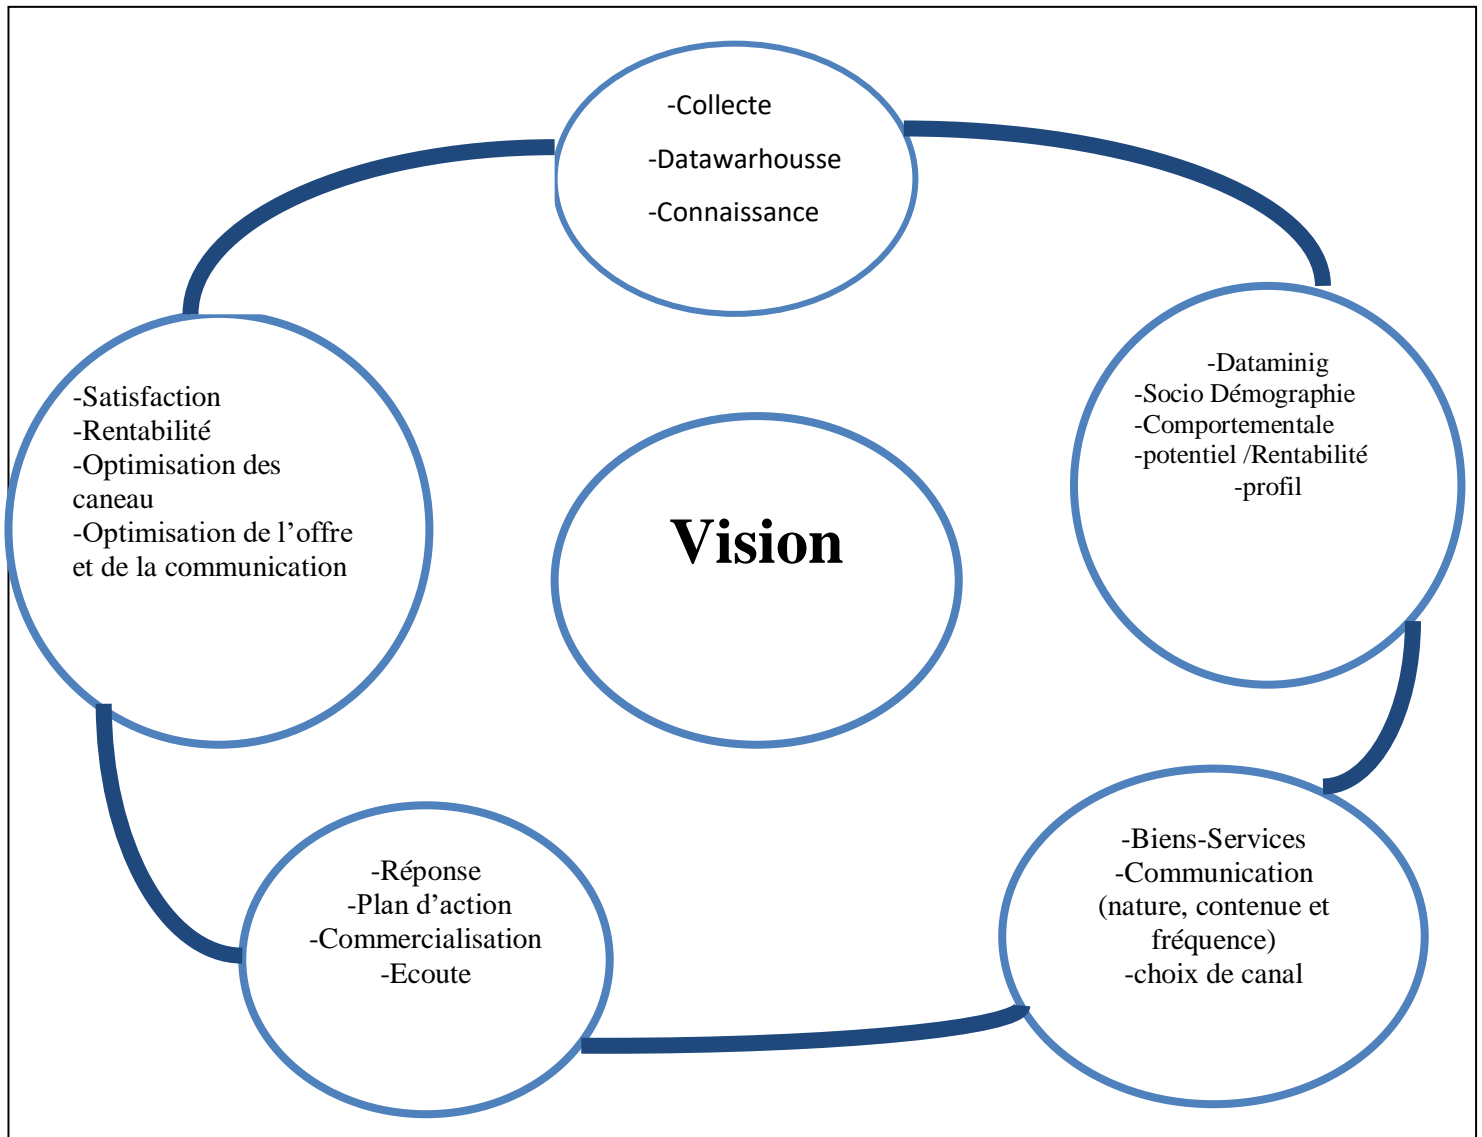 -Collecte
-Datawarhousse
-Connaissance
-Dataminig
-Socio Démographie
-Comportementale
-potentiel /Rentabilité
-profil
-Satisfaction
-Rentabilité
-Optimisation des
caneau
-Optimisation de l’offre
et de la communication
Vision
-Biens-Services
-Communication
(nature, contenue et
fréquence)
-choix de canal
-Réponse
-Plan d’action
-Commercialisation
-Ecoute